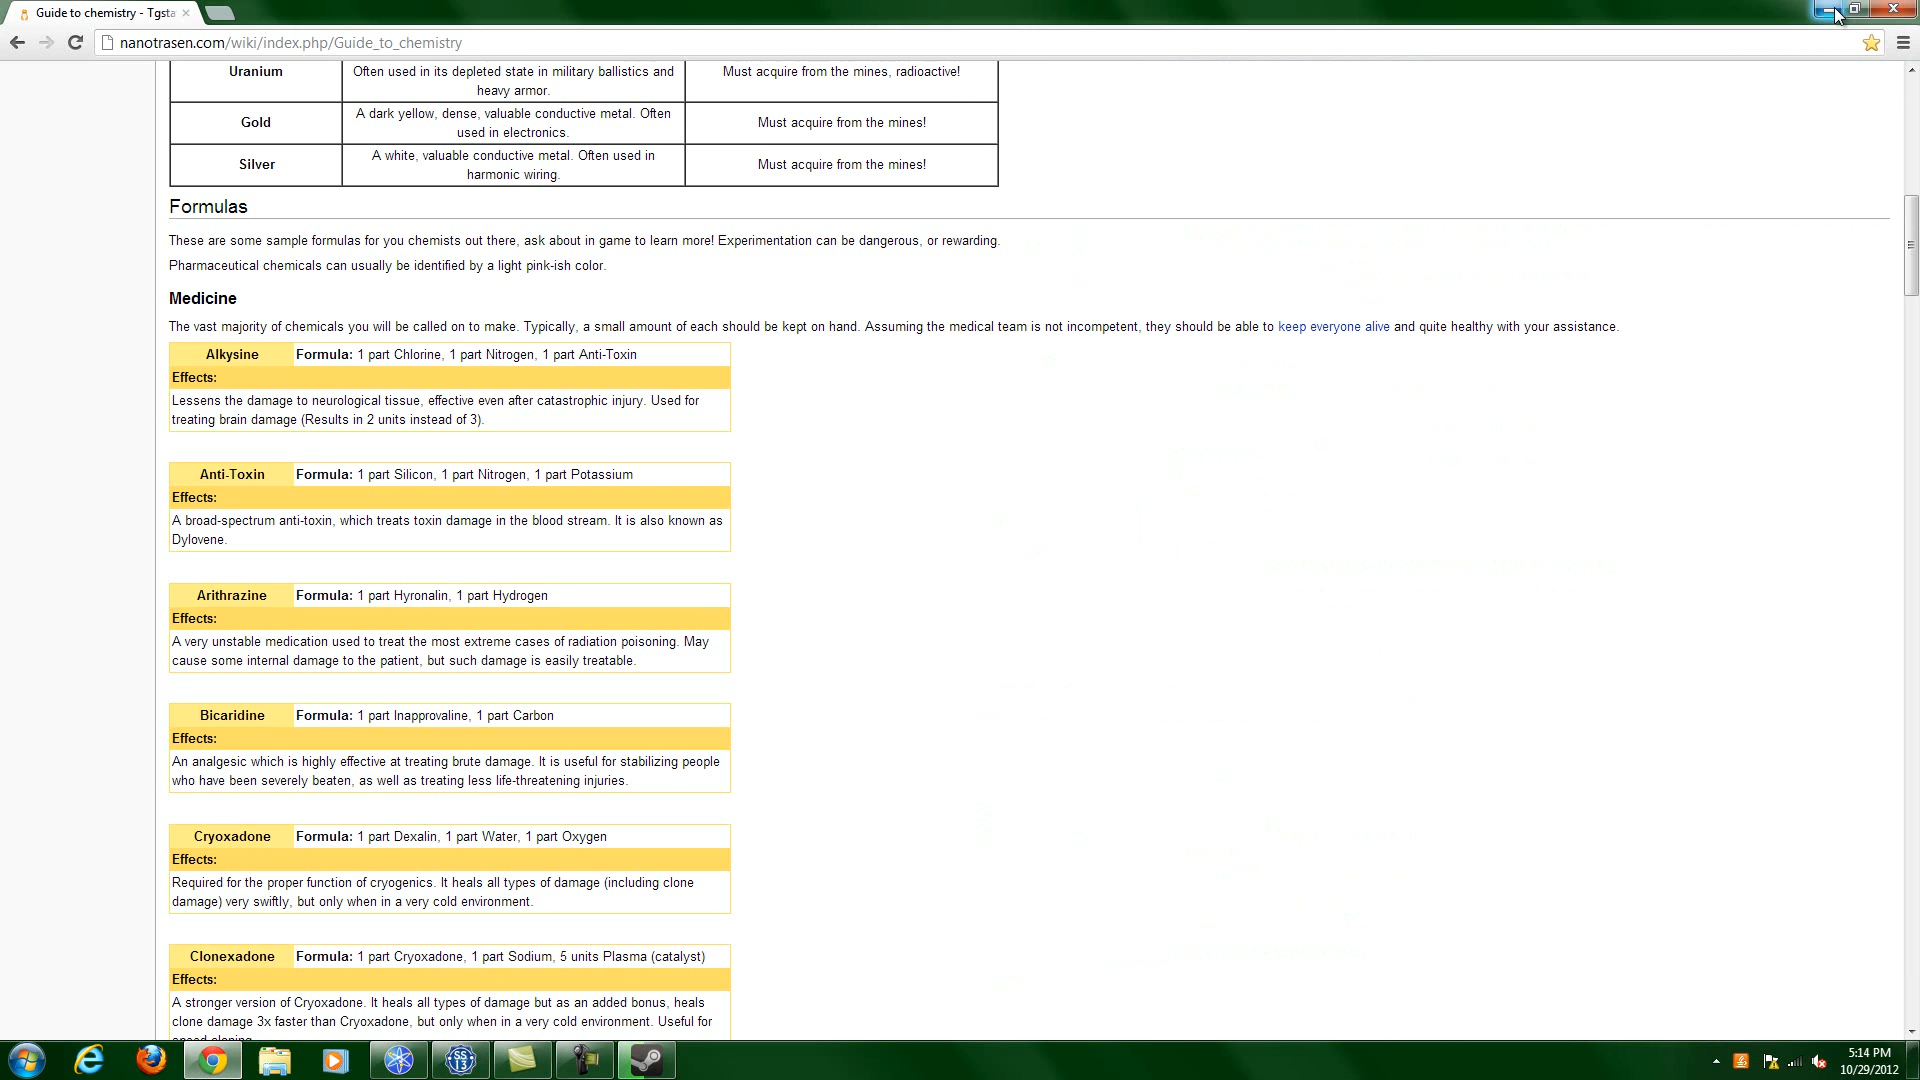 Guide to chemistry - Tgsta
nanotrasen.com/wiki/index.php/Guide_to_chemistry
Uranium
Often used in its depleted state in military ballistics and
heavy armor.
Must acquire from the mines, radioactive!
Gold
A dark yellow, dense, valuable conductive metal. Often
used in electronics.
Must acquire from the mines!
Silver
A white, valuable conductive metal. Often used in
harmonic wiring.
Must acquire from the mines!
Formulas
These are some sample formulas for you chemists out there, ask about in game to learn more! Experimentation can be dangerous, or rewarding.
Pharmaceutical chemicals can usually be identified by a light pink-ish color.
Medicine
The vast majority of chemicals you will be called on to make. Typically, a small amount of each should be kept on hand. Assuming the medical team is not incompetent, they should be able to keep everyone alive and quite healthy with your assistance.
Alkysine Formula: 1 part Chlorine, 1 part Nitrogen, 1 part Anti-Toxin
Effects:
Lessens the damage to neurological tissue, effective even after catastrophic injury. Used for
treating brain damage (Results in 2 units instead of 3).
Anti-Toxin Formula: 1 part Silicon, 1 part Nitrogen, 1 part Potassium
Effects:
A broad-spectrum anti-toxin, which treats toxin damage in the blood stream. It is also known as
Dylovene.
Arithrazine Formula: 1 part Hyronalin, 1 part Hydrogen
Effects:
A very unstable medication used to treat the most extreme cases of radiation poisoning. May
cause some internal damage to the patient, but such damage is easily treatable.
Bicaridine Formula: 1 part Inapprovaline, 1 part Carbon
Effects:
An analgesic which is highly effective at treating brute damage. It is useful for stabilizing people
who have been severely beaten, as well as treating less life-threatening injuries.
Cryoxadone Formula: 1 part Dexalin, 1 part Water, 1 part Oxygen
Effects:
Required for the proper function of cryogenics. It heals all types of damage (including clone
damage) very swiftly, but only when in a very cold environment.
Clonexadone Formula: 1 part Cryoxadone, 1 part Sodium, 5 units Plasma (catalyst)
Effects:
A stronger version of Cryoxadone. It heals all types of damage but as an added bonus, heals
clone damage 3x faster than Cryoxadone, but only when in a very cold environment. Useful for
SS
13
5:14 PM
10/29/2012